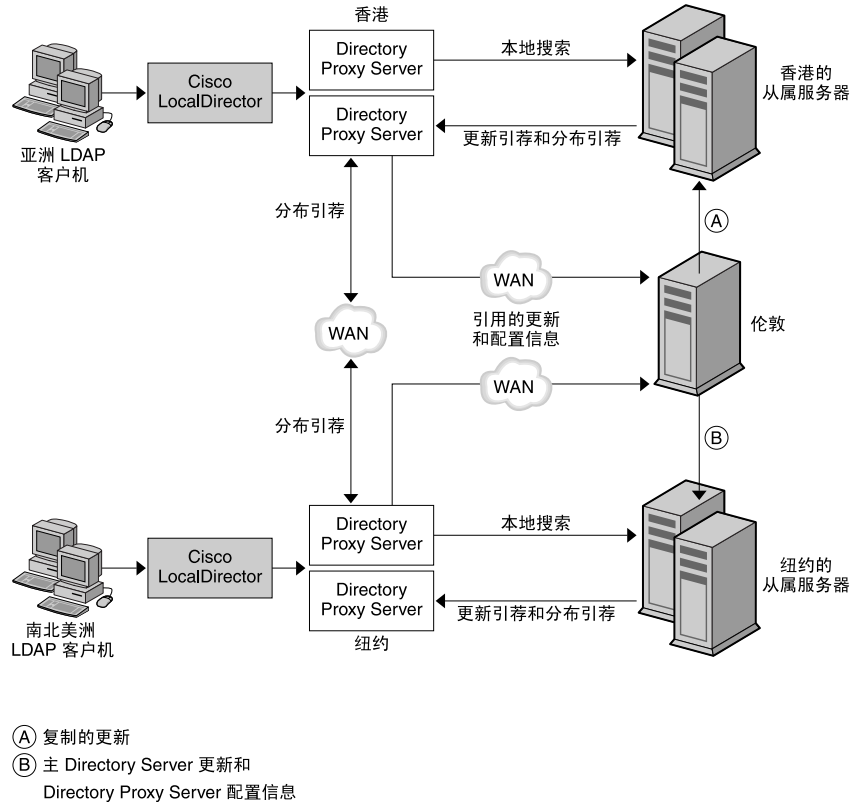 香港
Directory
Proxy Server
本地搜索
Cisco
LocalDirector
香港的
从属服务器
Directory
Proxy Server
更新引荐和分布引荐
亚洲 LDAP
客户机
分布引荐
A
WAN
引用的更新
和配置信息
WAN
伦敦
WAN
分布引荐
B
Directory
Proxy Server
本地搜索
Cisco
LocalDirector
纽约的
从属服务器
Directory
Proxy Server
更新引荐和分布引荐
南北美洲
LDAP 客户机
纽约
A 复制的更新
B 主 Directory Server 更新和
Directory Proxy Server 配置信息